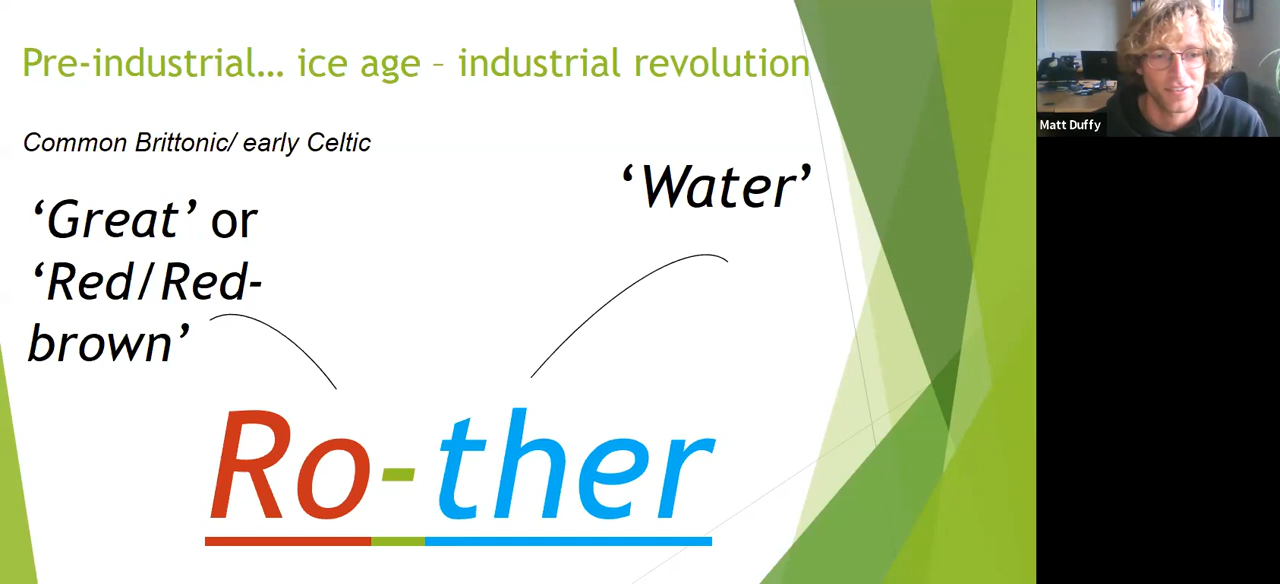 Pre-industrial… ice age – industrial revolution
Common Brittonic/ early Celtic
‘Water’
‘Great’ or
‘Red/Red-
brown’
Ro-ther
Matt Duffy